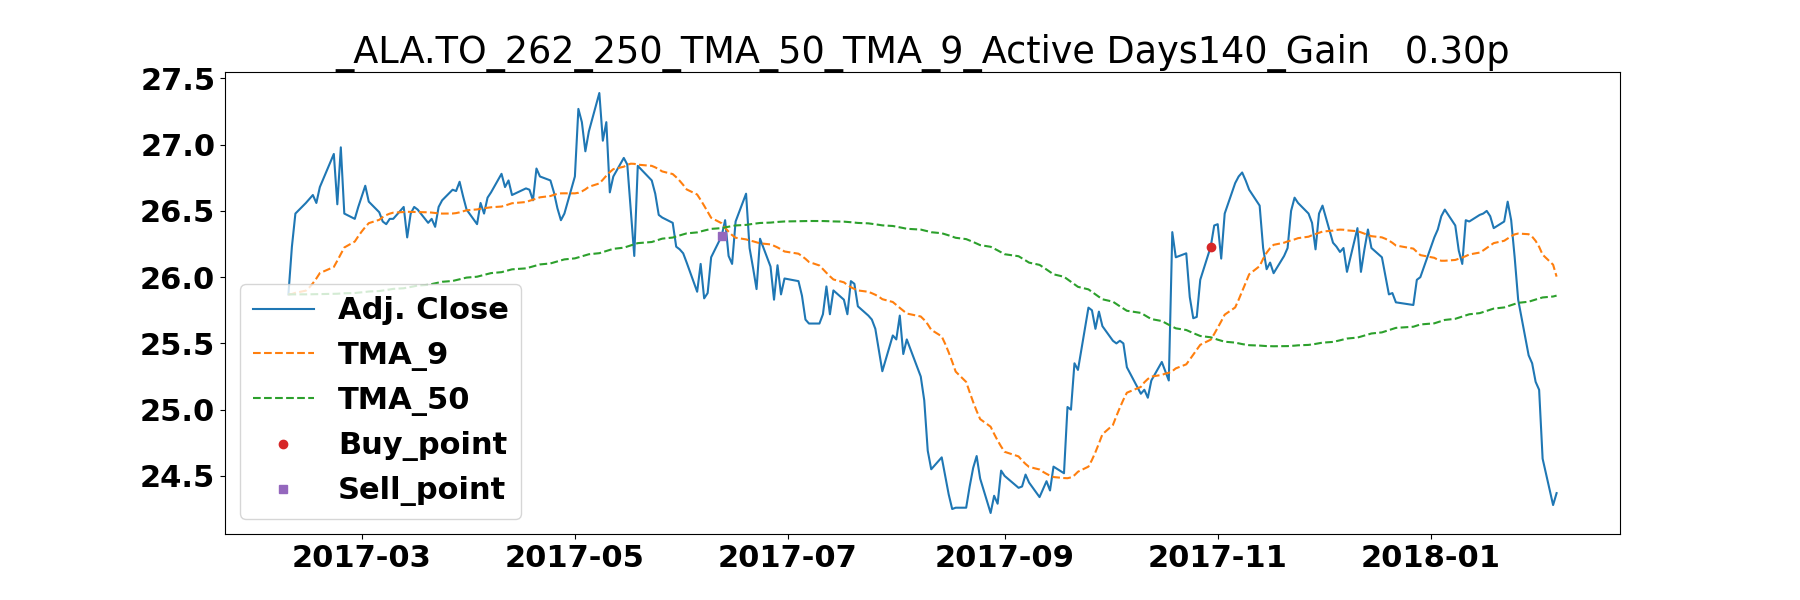 _ALA.TO_262_250_TMA_50_TMA_9_Active Days140_Gain   0.30p
27.5
27.0
26.5
26.0
25.5
25.0
24.5
Adj. Close
TMA_9
TMA_50
Buy_point
Sell_point
2017-03 2017-05 2017-07 2017-09 2017-11 2018-01